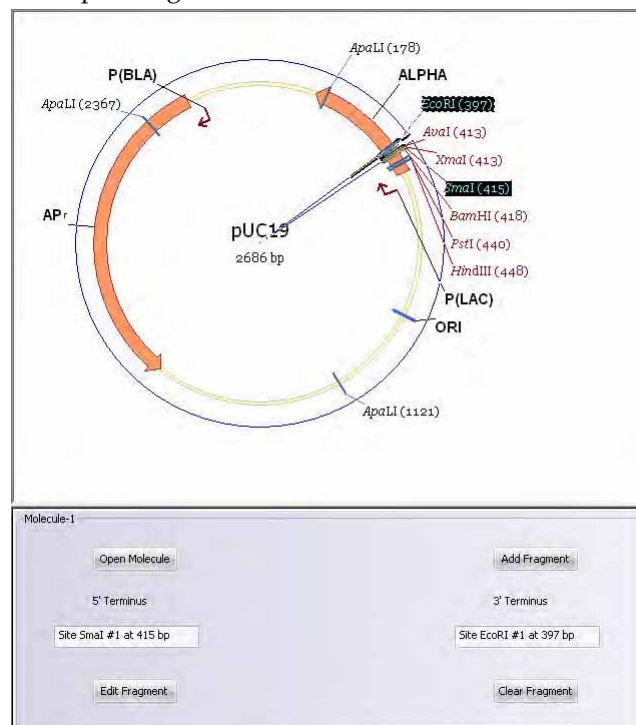 ApaLI (178)
P(BLA)
ALPHA
ApaLI (2367)
EcoRI (397)
AvaI (413)
XmaI (413)
SmaI (415)
BamHI (418)
APr
pUC19
PstI (440)
2686 bp
HindIII (448)
P(LAC)
ORI
ApaLI (1121)
Molecule-1
Open Molecule
Add Fragment
5' Terminus
3' Terminus
Site SmaI #1 at 415 bp
Site EcoRI #1 at 397 bp
Edit Fragment
Clear Fragment